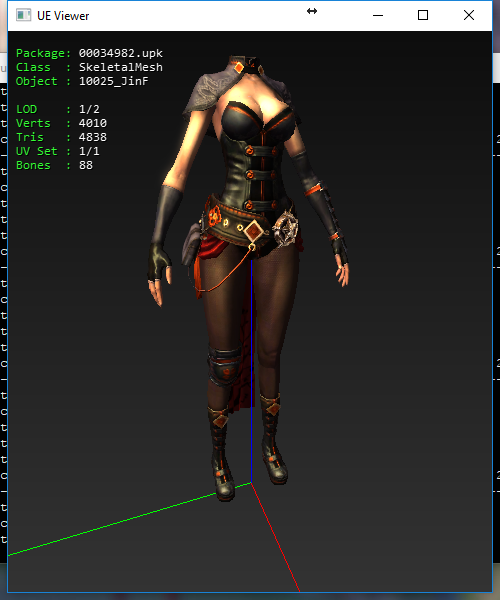 UE Viewer
Package: 00034982.upk
Class : SkeletalMesh
Object : 10025_JinF
LOD : 1/2
Verts : 4010
Tris : 4838
UV Set : 1/1
Bones : 88